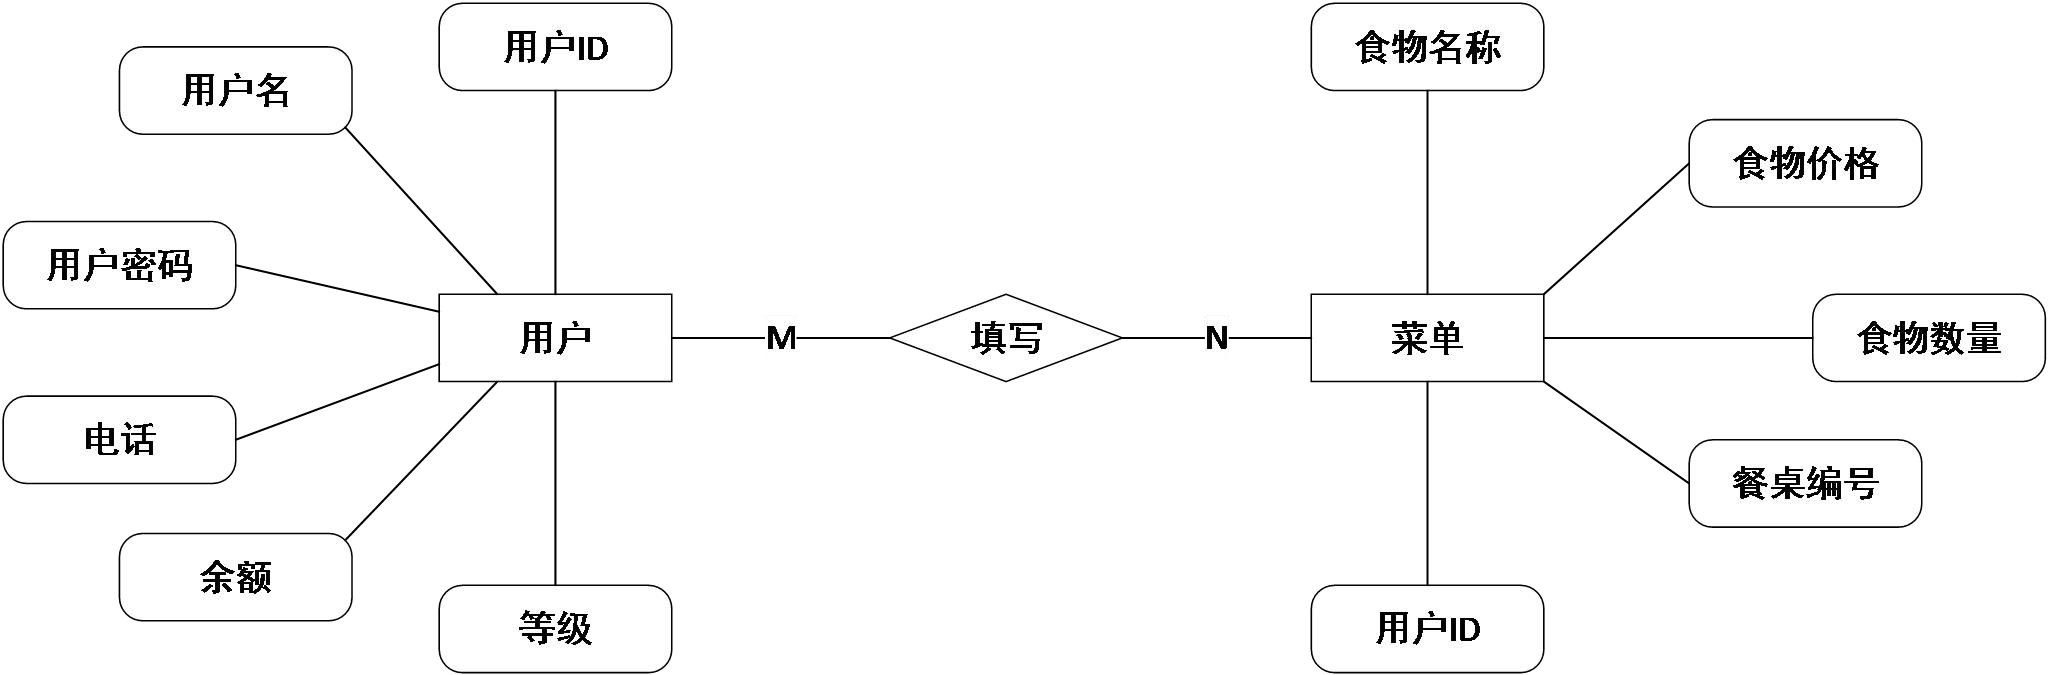 用户ID
食物名称
用户名
食物价格
用户密码
用户
M
填写
N
菜单
食物数量
电话
餐桌编号
余额
等级
用户ID